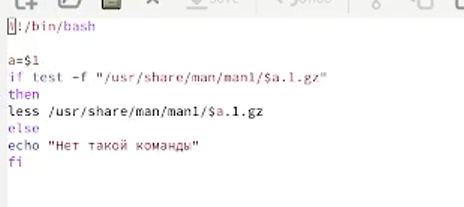 #!/bin/bash
a=$1
if test -f "/usr/share/man/man1/$a.1.gz"
then
less /usr/share/man/man1/$a.1.gz
else
echo "Нет такой команды"
fi